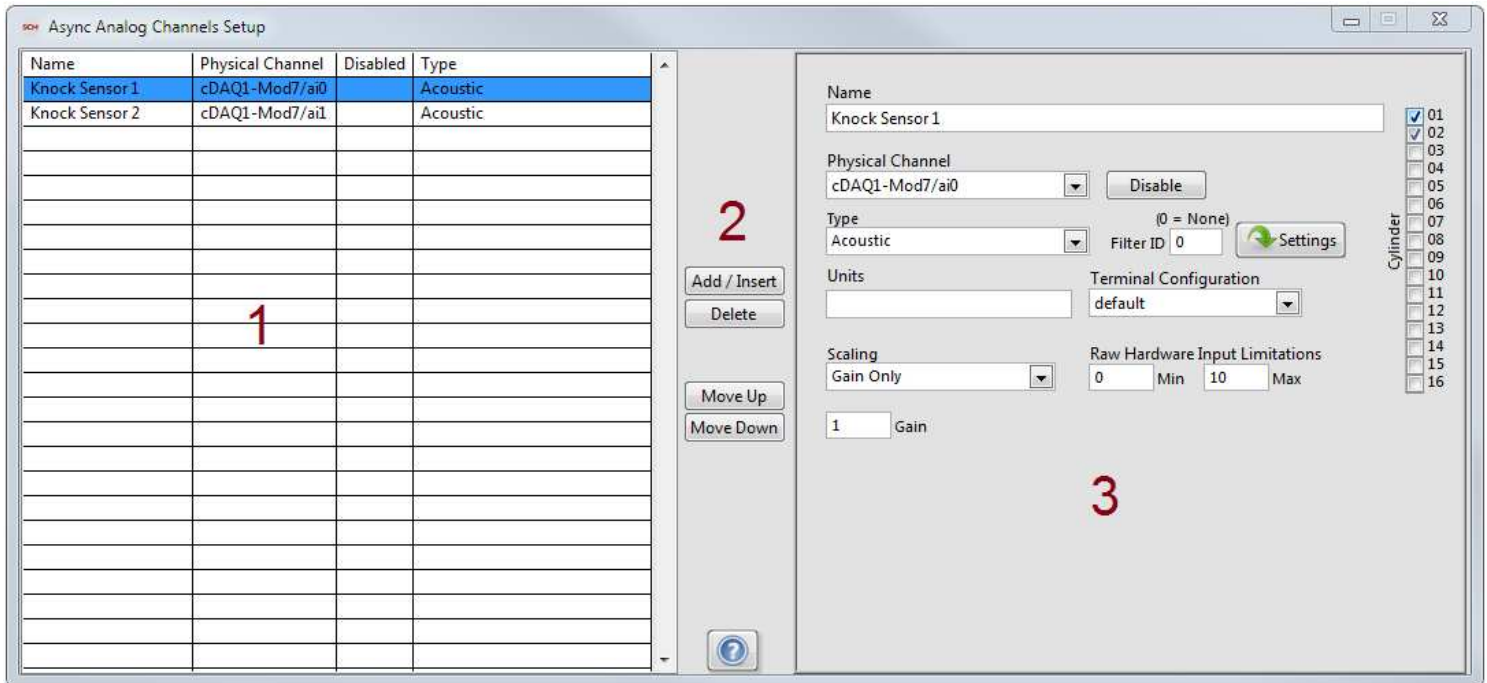 SCM Async Analog Channels Setup
Name Physical Channel Disabled Type
Knock Sensor 1 cDAQ1-Mod7/ai0 Acoustic
Knock Sensor 2 cDAQ1-Mod7/ai1 Acoustic
1
2
Add / Insert
Delete
Move Up
Move Down
Name
Knock Sensor 1
Physical Channel
cDAQ1-Mod7/ai0 Disable
Type (0 = None)
Acoustic Filter ID 0 Settings
Units Terminal Configuration
default
Scaling Raw Hardware Input Limitations
Gain Only 0 Min 10 Max
1 Gain
3
Cylinder
01
02
03
04
05
06
07
08
09
10
11
12
13
14
15
16
?